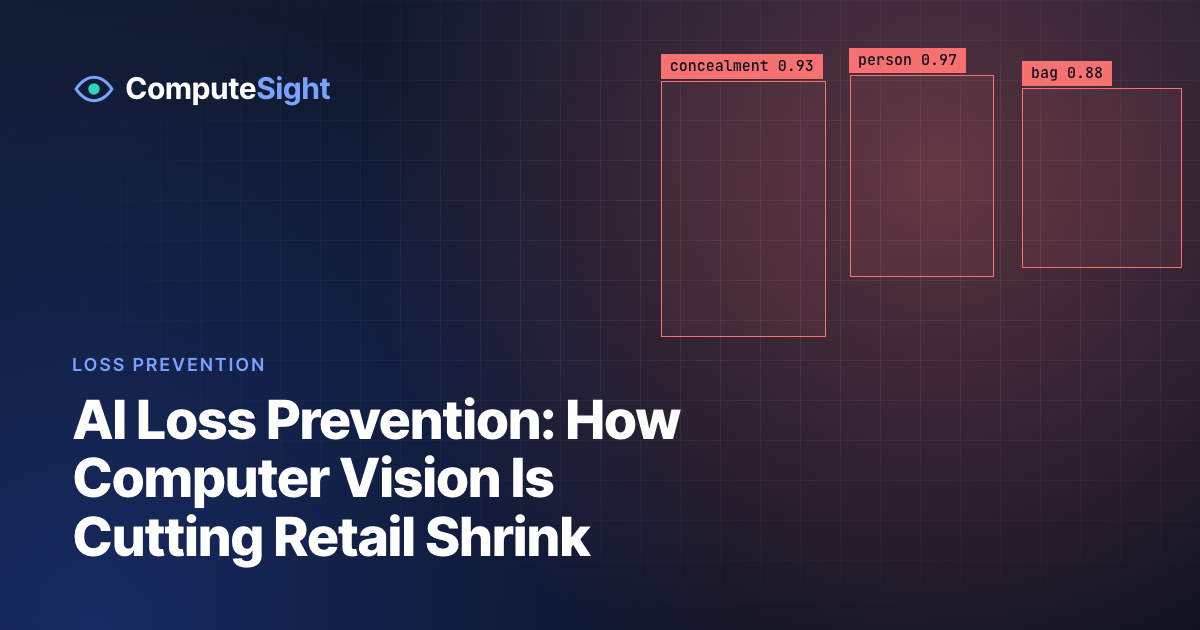 ComputeSight
concealment 0.93
person 0.97
bag 0.88
LOSS PREVENTION
AI Loss Prevention: How
Computer Vision Is
Cutting Retail Shrink